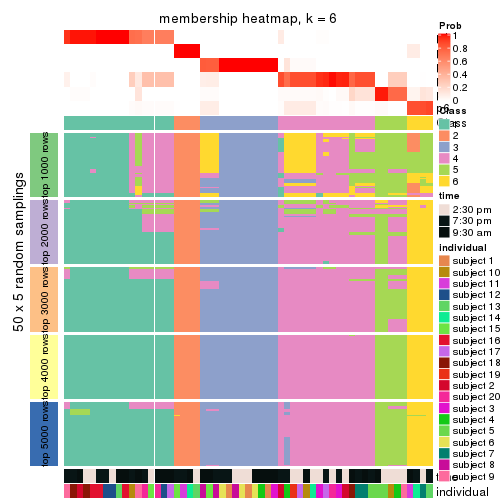 membership heatmap, k = 6
50 x 5 random samplings
top 1000 rows
top 2000 rows
top 3000 rows
top 4000 rows
top 5000 rows
Prob
1
0.8
0.6
0.4
0.2
0
Class
1
2
3
4
5
6
time
2:30 pm
7:30 pm
9:30 am
individual
subject 1
subject 10
subject 11
subject 12
subject 13
subject 14
subject 15
subject 16
subject 17
subject 18
subject 19
subject 2
subject 20
subject 3
subject 4
subject 5
subject 6
subject 7
subject 8
subject 9
individual